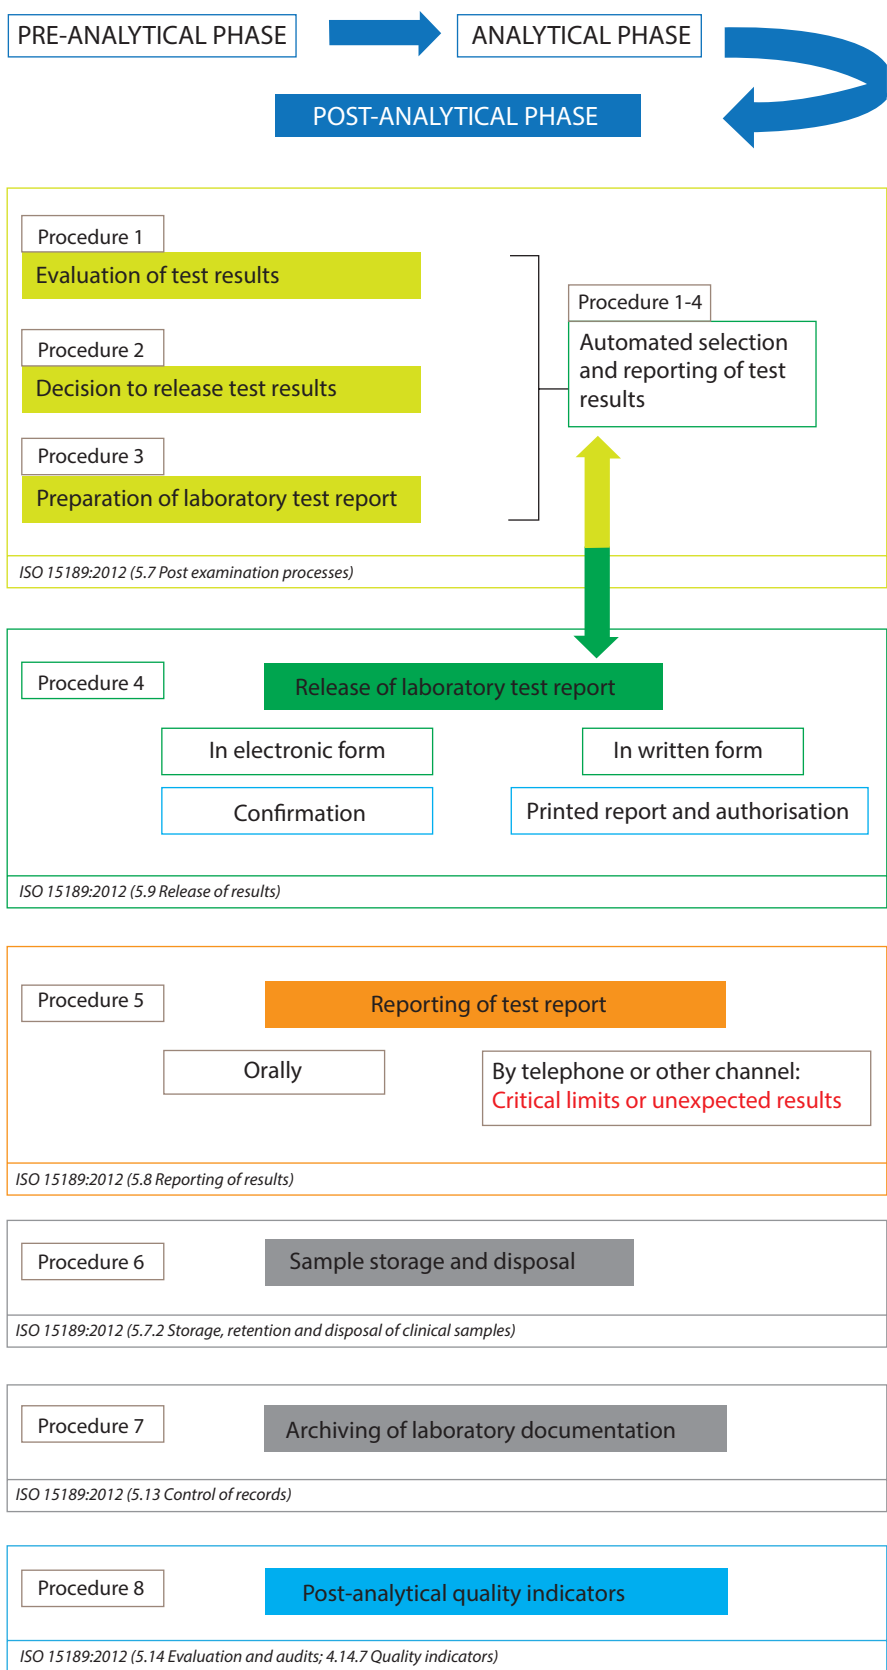 PRE-ANALYTICAL PHASE
ANALYTICAL PHASE
POST-ANALYTICAL PHASE
Procedure 1
Evaluation of test results
Procedure 2
Decision to release test results
Procedure 3
Preparation of laboratory test report
Procedure 1-4
Automated selection
and reporting of test
results
ISO 15189:2012 (5.7 Post examination processes)
Procedure 4
Release of laboratory test report
In electronic form
In written form
Confirmation
Printed report and authorisation
ISO 15189:2012 (5.9 Release of results)
Procedure 5
Reporting of test report
Orally
By telephone or other channel:
Critical limits or unexpected results
ISO 15189:2012 (5.8 Reporting of results)
Procedure 6
Sample storage and disposal
ISO 15189:2012 (5.7.2 Storage, retention and disposal of clinical samples)
Procedure 7
Archiving of laboratory documentation
ISO 15189:2012 (5.13 Control of records)
Procedure 8
Post-analytical quality indicators
ISO 15189:2012 (5.14 Evaluation and audits; 4.14.7 Quality indicators)